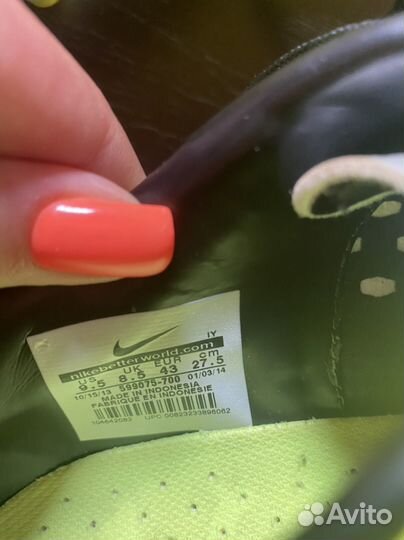 IY
nikebetterworld.com
US UK EUR cm
9.5 8.5 43 27.5
10/15/13 599075-700 01/03/14
MADE IN INDONESIA
FABRIQUE EN INDONESIE
UPC 00823233896062
Avito